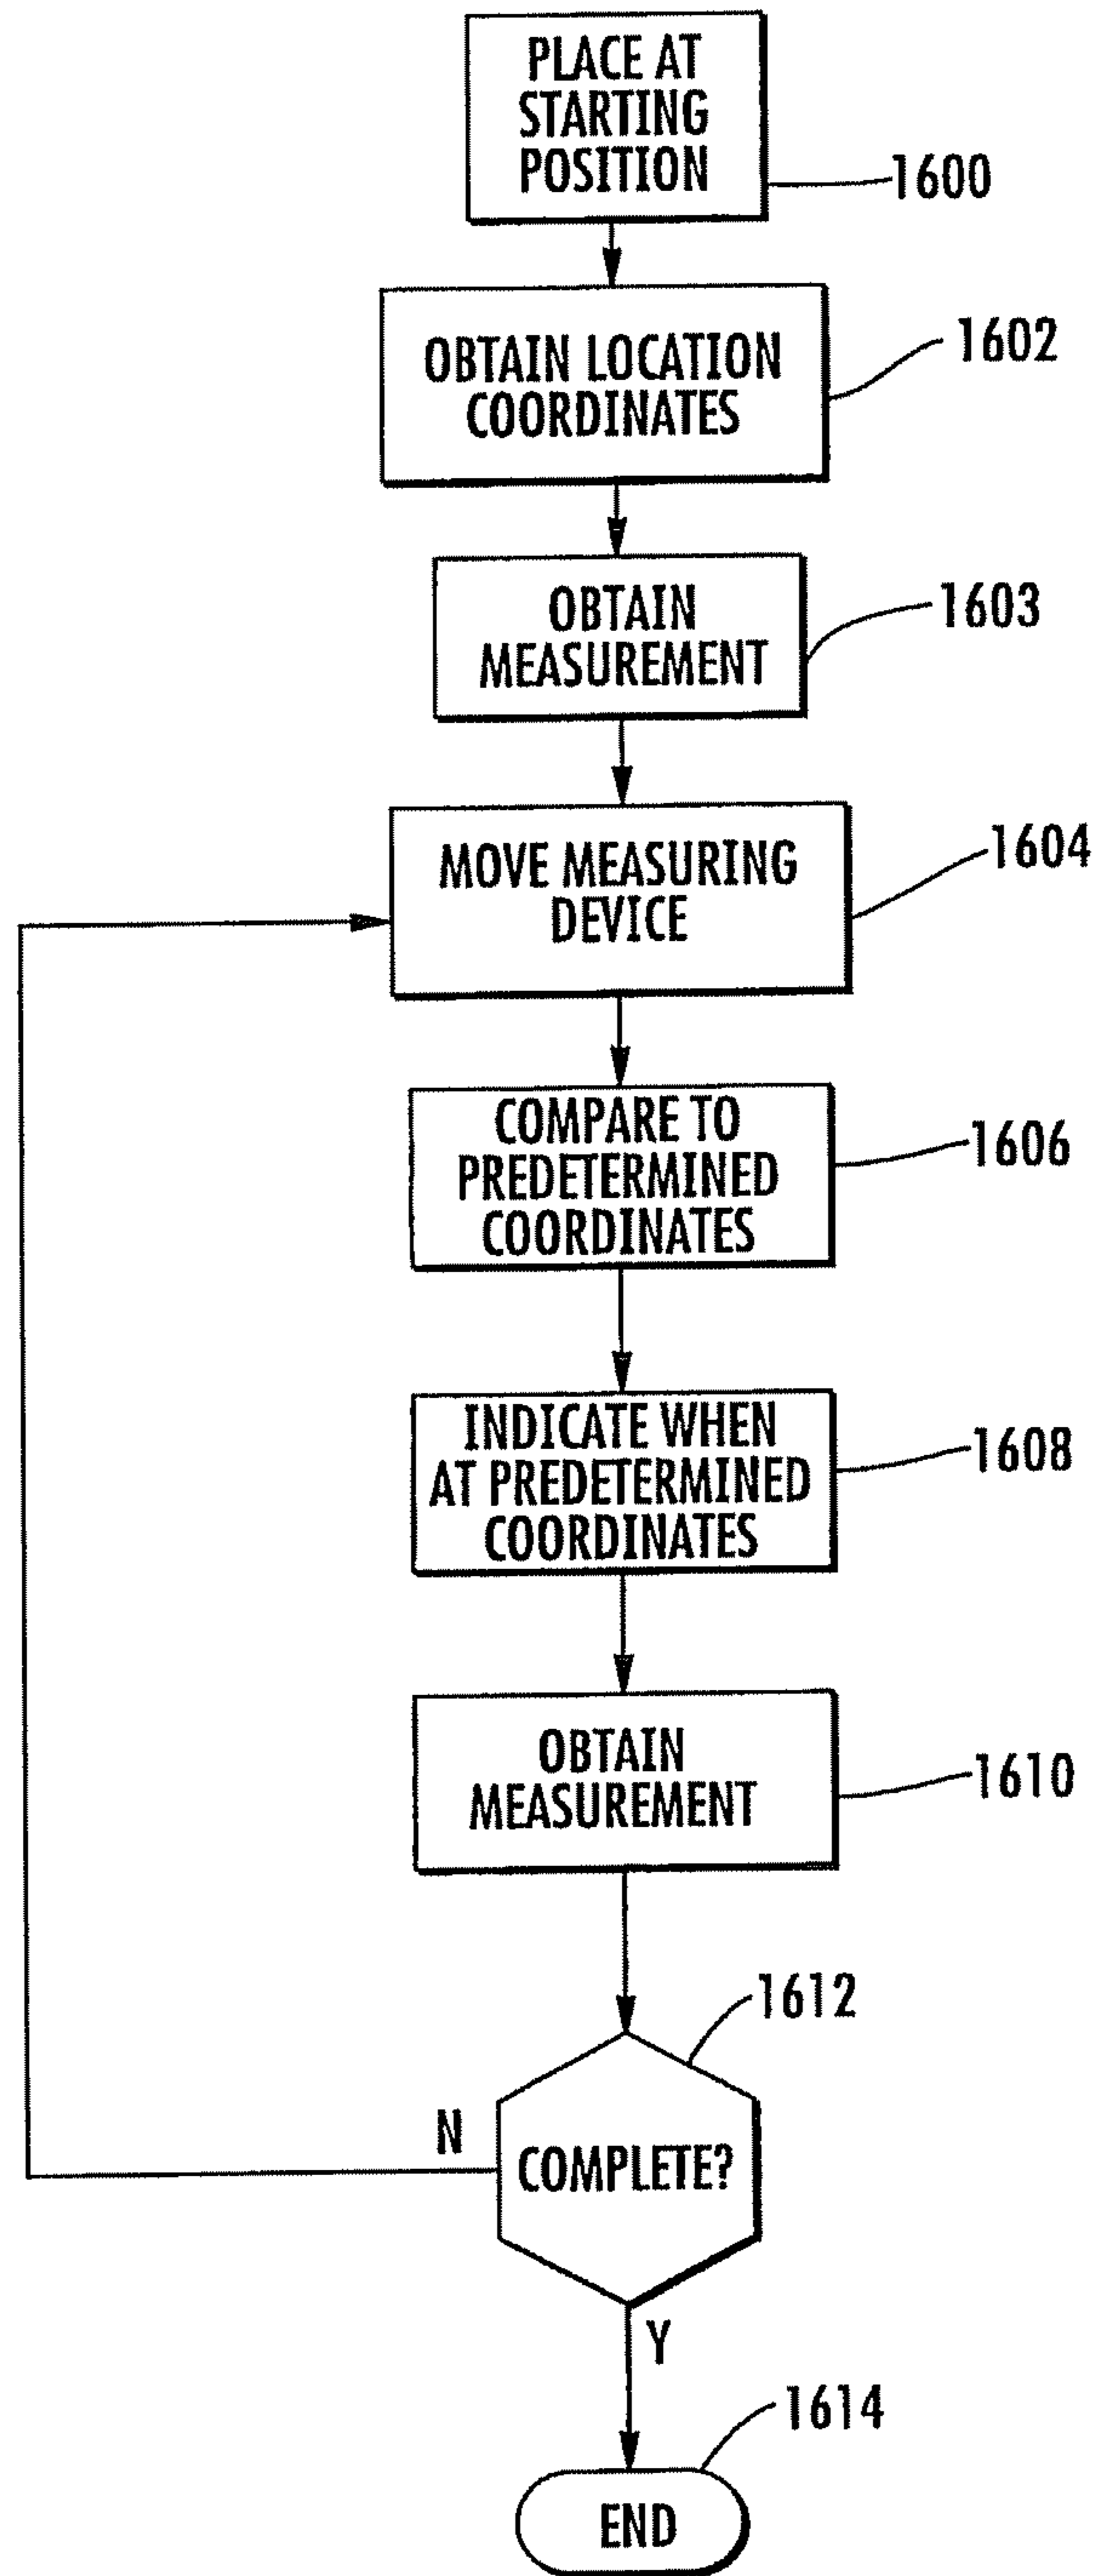 PLACE AT
STARTING
POSITION
1600
OBTAIN LOCATION
COORDINATES
1602
OBTAIN
MEASUREMENT
1603
MOVE MEASURING
DEVICE
1604
COMPARE TO
PREDETERMINED
COORDINATES
1606
INDICATE WHEN
AT PREDETERMINED
COORDINATES
1608
OBTAIN
MEASUREMENT
1610
1612
N
COMPLETE?
Y
1614
END